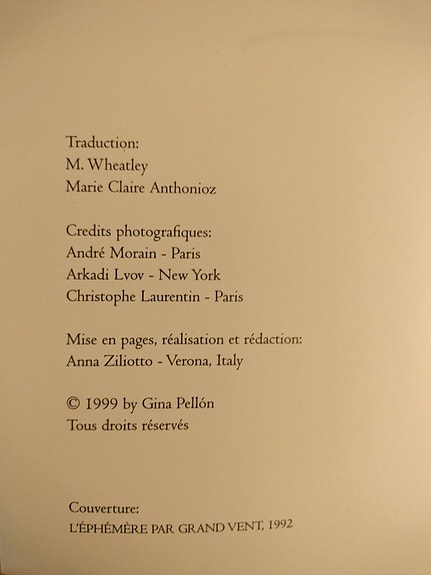 Traduction:
M. Wheatley
Marie Claire Anthonioz
Credits photografiques:
André Morain - Paris
Arkadi Lvov - New York
Christophe Laurentin - Paris
Mise en pages, réalisation et rédaction:
Anna Ziliotto - Verona, Italy
© 1999 by Gina Pellón
Tous droits réservés
Couverture:
L'ÉPHÉMÈRE PAR GRAND VENT, 1992